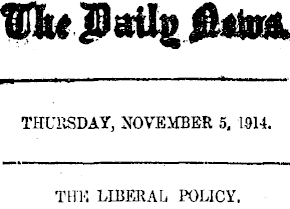 The Daily News.
THURSDAY, NOVEMBER 5, 1914.
THE LIBERAL POLICY.